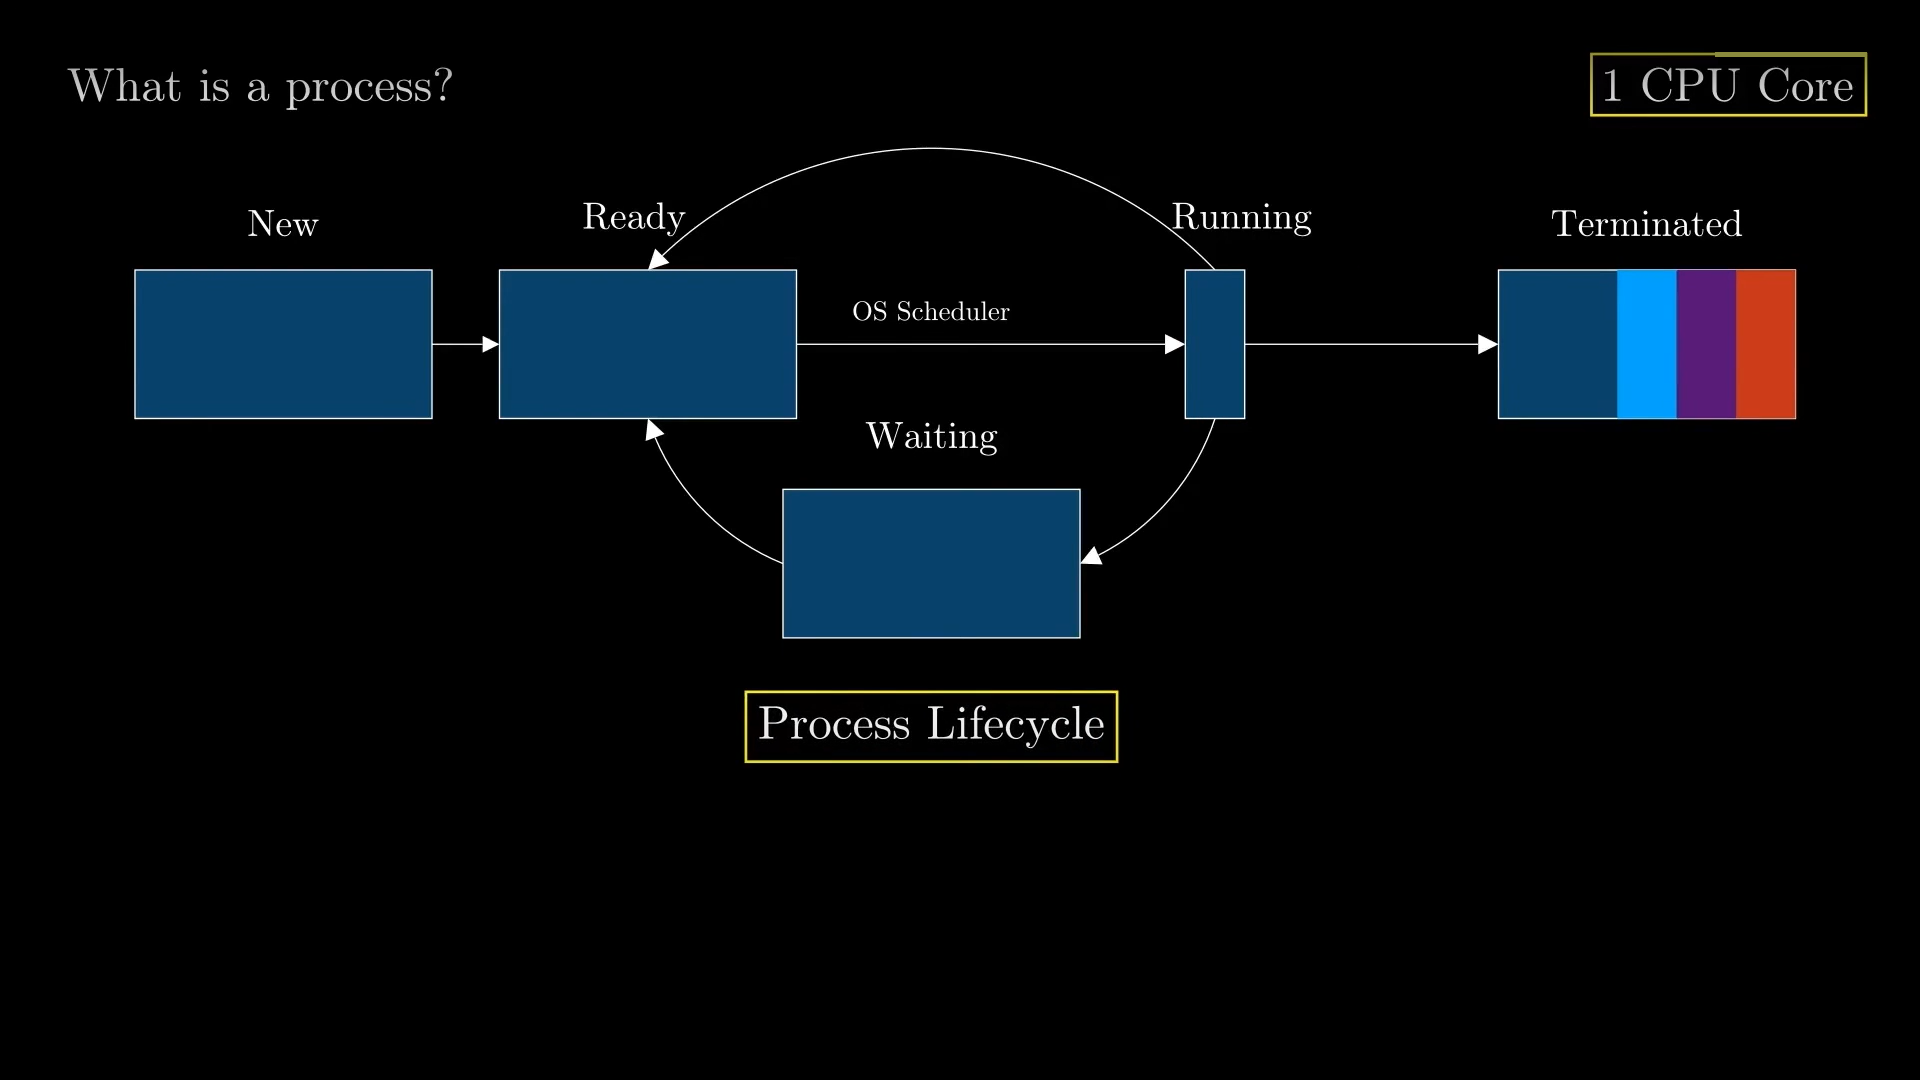 What is a process?
1 CPU Core
New
Ready
Running
Terminated
OS Scheduler
Waiting
Process Lifecycle